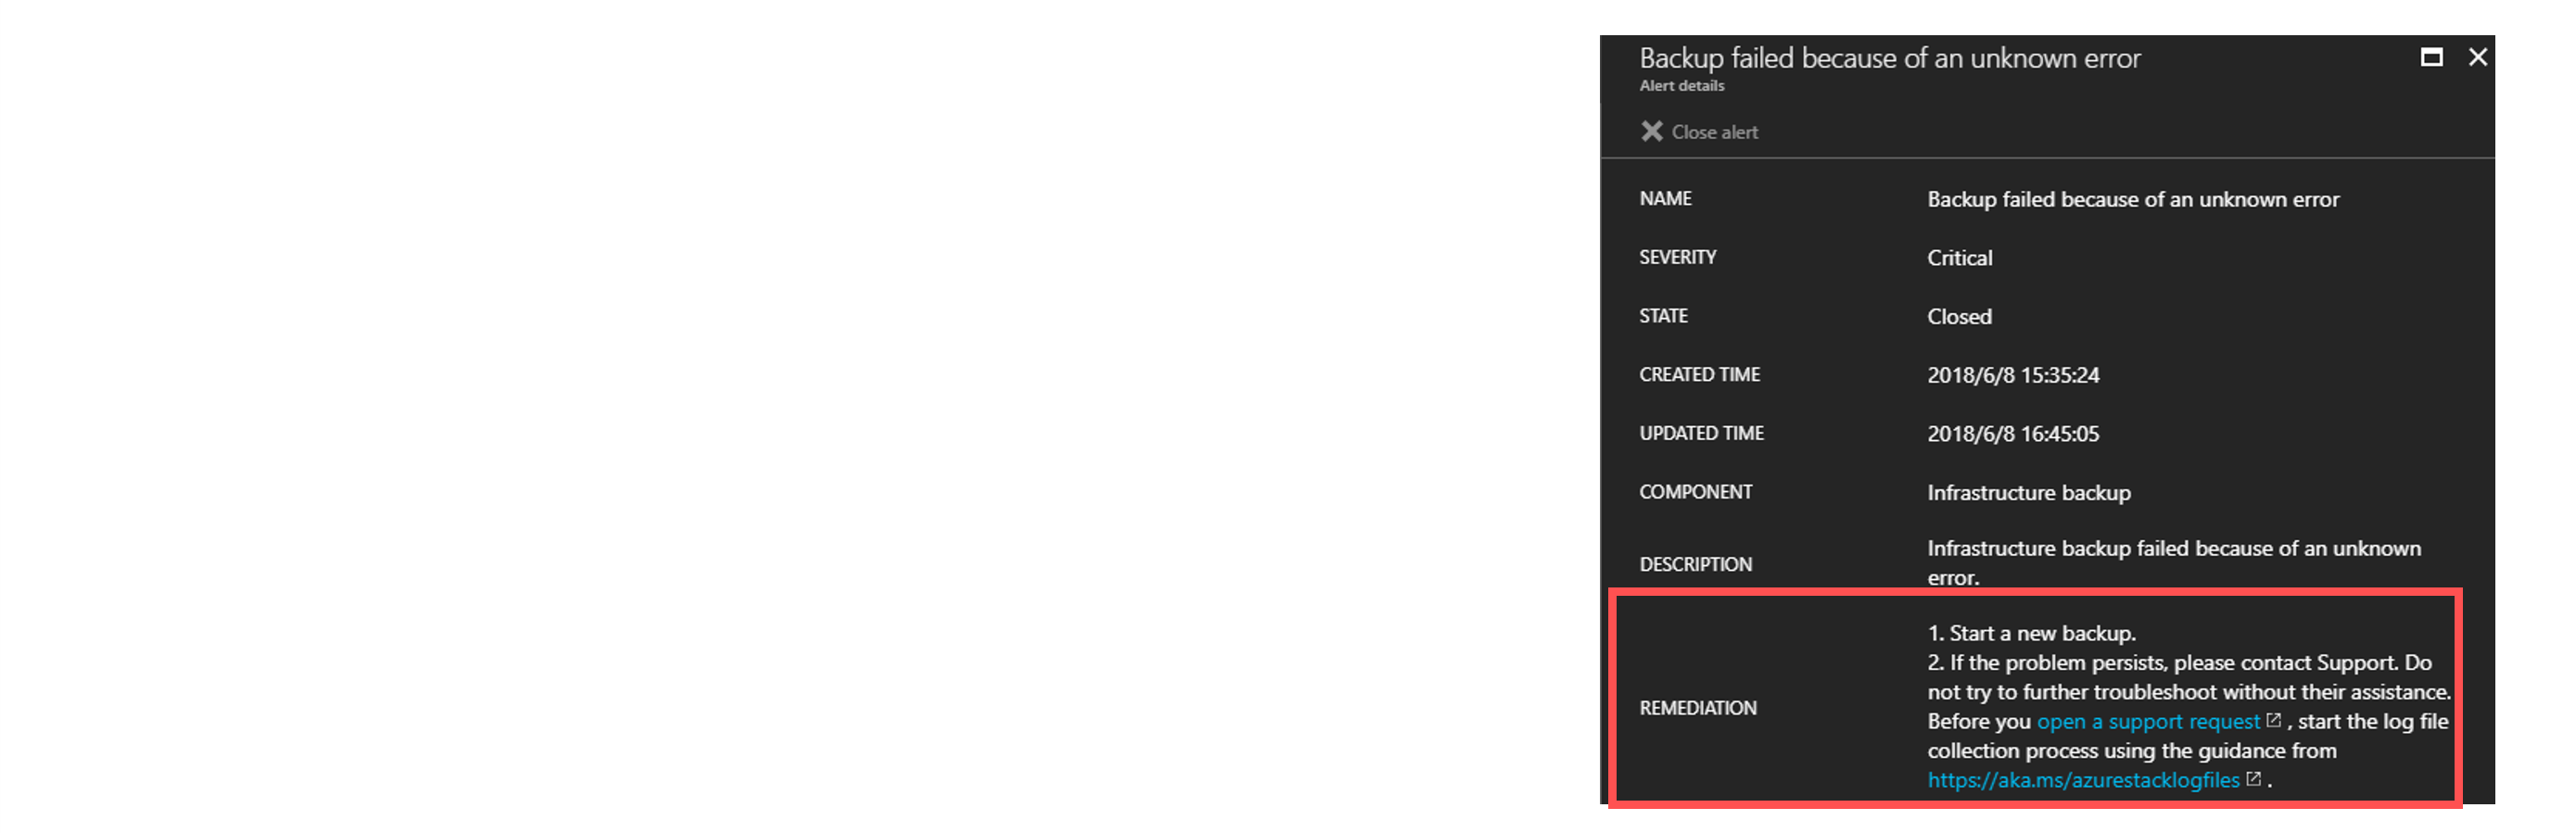 Backup failed because of an unknown error
Alert details
Close alert
NAME
Backup failed because of an unknown error
SEVERITY
Critical
STATE
Closed
CREATED TIME
2018/6/8 15:35:24
UPDATED TIME
2018/6/8 16:45:05
COMPONENT
Infrastructure backup
DESCRIPTION
Infrastructure backup failed because of an unknown
error.
REMEDIATION
1. Start a new backup.
2. If the problem persists, please contact Support. Do
not try to further troubleshoot without their assistance.
Before you open a support request , start the log file
collection process using the guidance from
https://aka.ms/azurestacklogfiles .